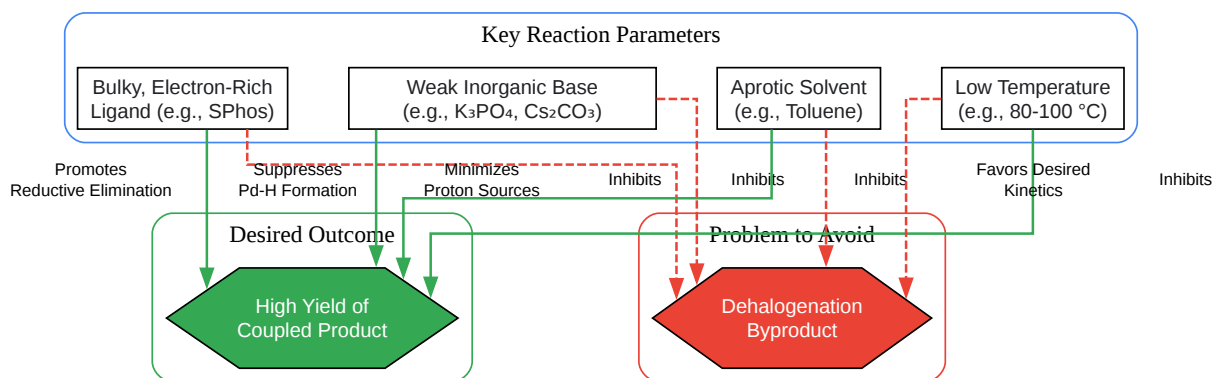 Key Reaction Parameters
Bulky, Electron-Rich
Ligand (e.g., SPhos)
Weak Inorganic Base
(e.g., K₃PO₄, Cs₂CO₃)
Aprotic Solvent
(e.g., Toluene)
Low Temperature
(e.g., 80-100 °C)
Promotes
Reductive Elimination
Suppresses
Pd-H Formation
Minimizes
Proton Sources
Inhibits
Inhibits
Inhibits
Favors Desired
Kinetics
Inhibits
Desired Outcome
Problem to Avoid
High Yield of
Coupled Product
Dehalogenation
Byproduct